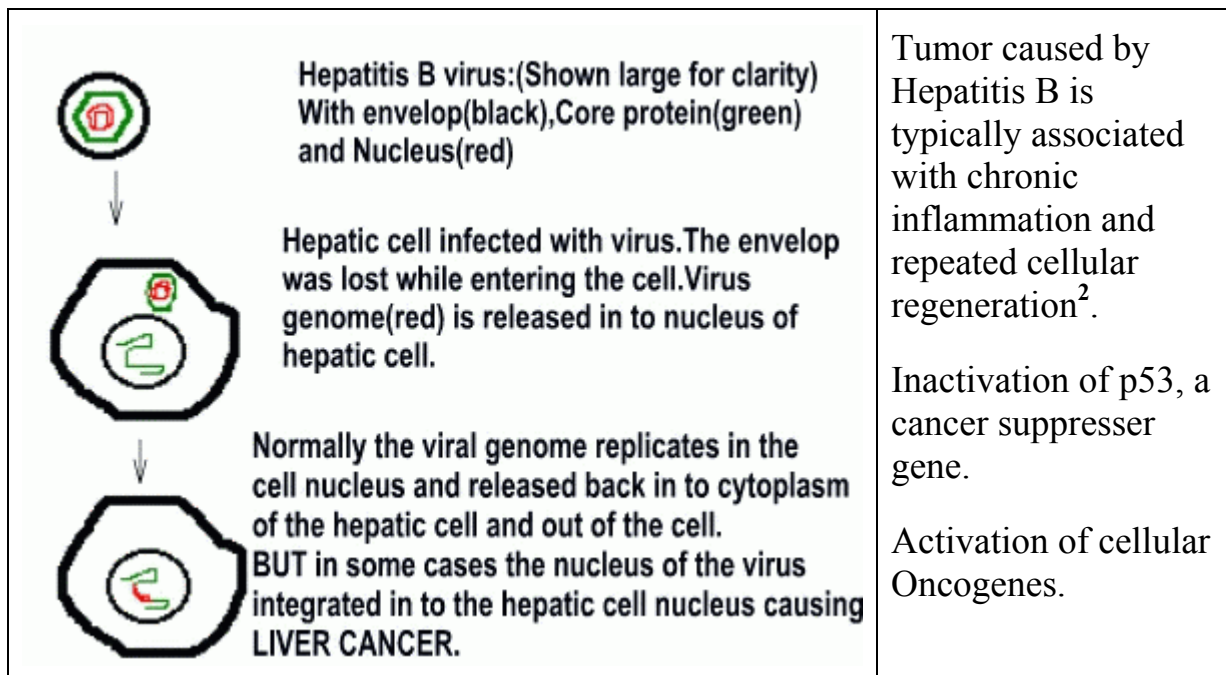 Hepatitis B virus:(Shown large for clarity)
With envelop(black),Core protein(green)
and Nucleus(red)
Hepatic cell infected with virus.The envelop
was lost while entering the cell.Virus
genome(red) is released in to nucleus of
hepatic cell.
Normally the viral genome replicates in the
cell nucleus and released back in to cytoplasm
of the hepatic cell and out of the cell.
BUT in some cases the nucleus of the virus
integrated in to the hepatic cell nucleus causing
LIVER CANCER.
Tumor caused by
Hepatitis B is
typically associated
with chronic
inflammation and
repeated cellular
regeneration².
Inactivation of p53, a
cancer suppresser
gene.
Activation of cellular
Oncogenes.